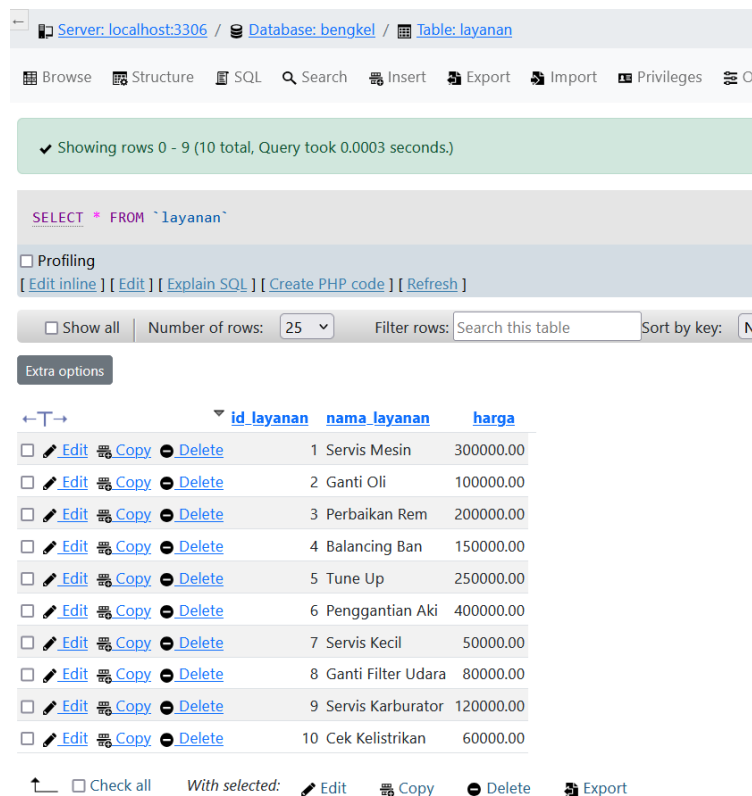 Server: localhost:3306 / Database: bengkel / Table: layanan
Browse Structure SQL Search Insert Export Import Privileges
Showing rows 0 - 9 (10 total, Query took 0.0003 seconds.)
SELECT * FROM `layanan`
Profiling
[ Edit inline ] [ Edit ] [ Explain SQL ] [ Create PHP code ] [ Refresh ]
Show all Number of rows: 25 Filter rows: Search this table Sort by key:
Extra options
←T→ id_layanan nama_layanan harga
Edit Copy Delete 1 Servis Mesin 300000.00
Edit Copy Delete 2 Ganti Oli 100000.00
Edit Copy Delete 3 Perbaikan Rem 200000.00
Edit Copy Delete 4 Balancing Ban 150000.00
Edit Copy Delete 5 Tune Up 250000.00
Edit Copy Delete 6 Penggantian Aki 400000.00
Edit Copy Delete 7 Servis Kecil 50000.00
Edit Copy Delete 8 Ganti Filter Udara 80000.00
Edit Copy Delete 9 Servis Karburator 120000.00
Edit Copy Delete 10 Cek Kelistrikan 60000.00
Check all With selected: Edit Copy Delete Export